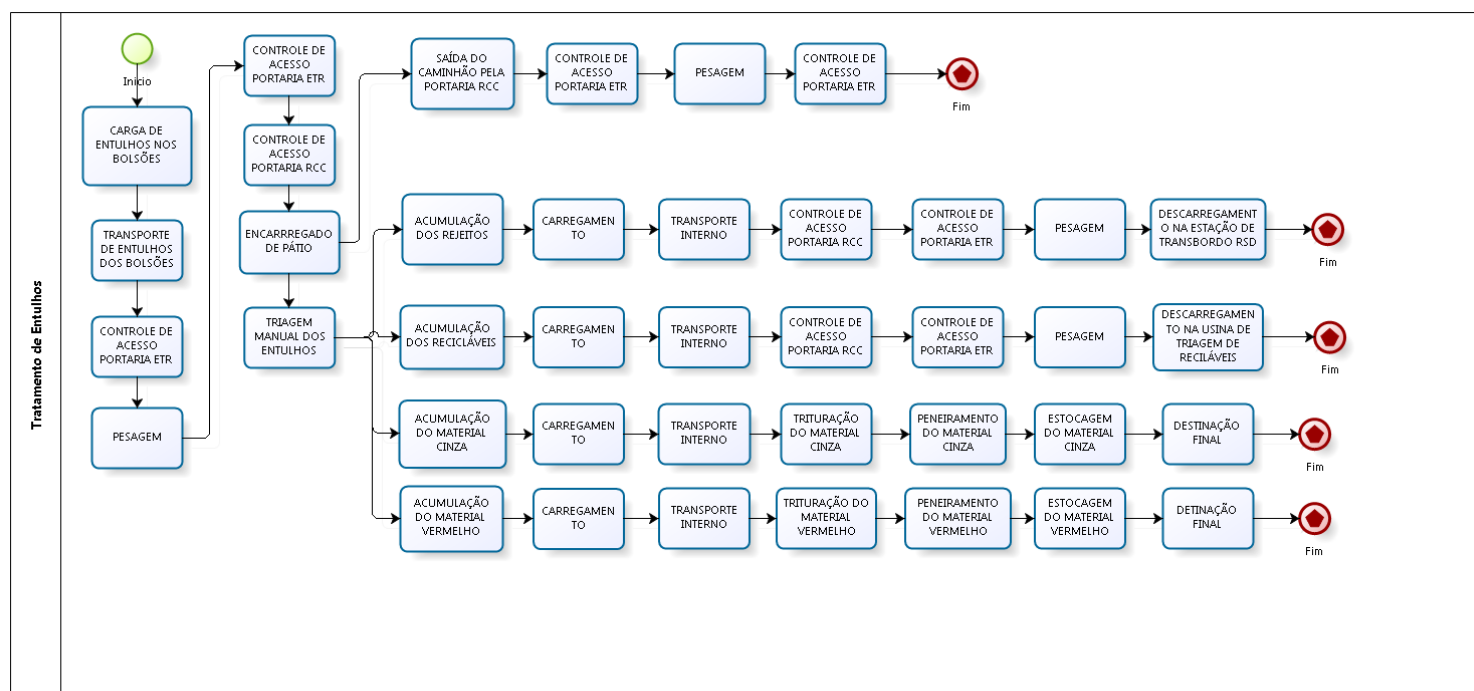 Tratamento de Entulhos
Início
CARGA DE
ENTULHOS NOS
BOLSÕES
TRANSPORTE
DE ENTULHOS
DOS BOLSÕES
CONTROLE DE
ACESSO
PORTARIA ETR
PESAGEM
CONTROLE DE
ACESSO
PORTARIA ETR
CONTROLE DE
ACESSO
PORTARIA RCC
ENCARRREGADO
DE PÁTIO
TRIAGEM
MANUAL DOS
ENTULHOS
SAÍDA DO
CAMINHÃO PELA
PORTARIA RCC
CONTROLE DE
ACESSO
PORTARIA ETR
PESAGEM
CONTROLE DE
ACESSO
PORTARIA ETR
Fim
ACUMULAÇÃO
DOS REJEITOS
CARREGAMEN
TO
TRANSPORTE
INTERNO
CONTROLE DE
ACESSO
PORTARIA RCC
CONTROLE DE
ACESSO
PORTARIA ETR
PESAGEM
DESCARREGAMENT
O NA ESTAÇÃO DE
TRANSBORDO RSD
Fim
ACUMULAÇÃO
DOS RECICLÁVEIS
CARREGAMEN
TO
TRANSPORTE
INTERNO
CONTROLE DE
ACESSO
PORTARIA RCC
CONTROLE DE
ACESSO
PORTARIA ETR
PESAGEM
DESCARREGAMEN
TO NA USINA DE
TRIAGEM DE
RECILÁVEIS
Fim
ACUMULAÇÃO
DO MATERIAL
CINZA
CARREGAMEN
TO
TRANSPORTE
INTERNO
TRITURAÇÃO
DO MATERIAL
CINZA
PENEIRAMENTO
DO MATERIAL
CINZA
ESTOCAGEM
DO MATERIAL
CINZA
DESTINAÇÃO
FINAL
Fim
ACUMULAÇÃO
DO MATERIAL
VERMELHO
CARREGAMEN
TO
TRANSPORTE
INTERNO
TRITURAÇÃO DO
MATERIAL
VERMELHO
PENEIRAMENTO
DO MATERIAL
VERMELHO
ESTOCAGEM
DO MATERIAL
VERMELHO
DETINAÇÃO
FINAL
Fim